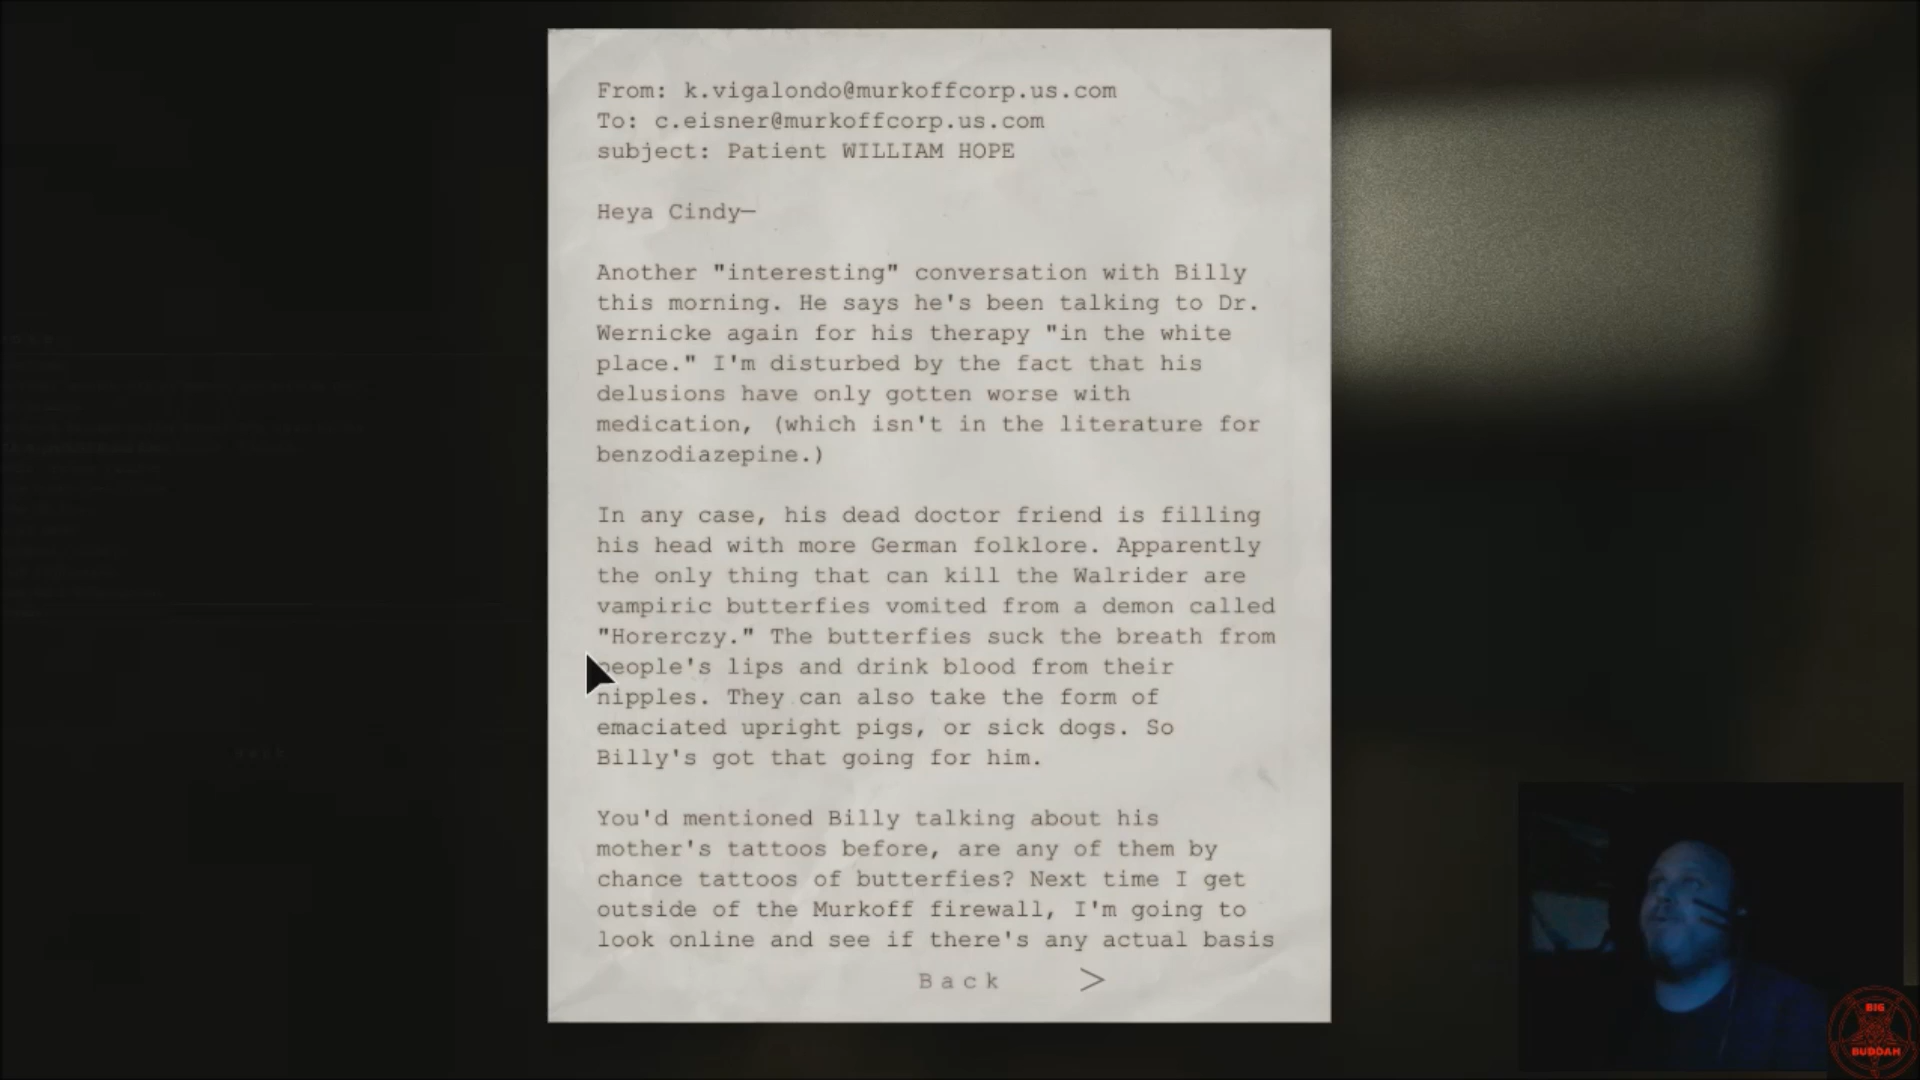 From: k.vigalondo@murkoffcorp.us.com
To: c.eisner@murkoffcorp.us.com
subject: Patient WILLIAM HOPE
Heya Cindy—
Another "interesting" conversation with Billy
this morning. He says he's been talking to Dr.
Wernicke again for his therapy "in the white
place." I'm disturbed by the fact that his
delusions have only gotten worse with
medication, (which isn't in the literature for
benzodiazepine.)
In any case, his dead doctor friend is filling
his head with more German folklore. Apparently
the only thing that can kill the Walrider are
vampiric butterfies vomited from a demon called
"Horerczy." The butterfies suck the breath from
people's lips and drink blood from their
nipples. They can also take the form of
emaciated upright pigs, or sick dogs. So
Billy's got that going for him.
You'd mentioned Billy talking about his
mother's tattoos before, are any of them by
chance tattoos of butterfies? Next time I get
outside of the Murkoff firewall, I'm going to
look online and see if there's any actual basis
Back >
BIG
BUDDAH